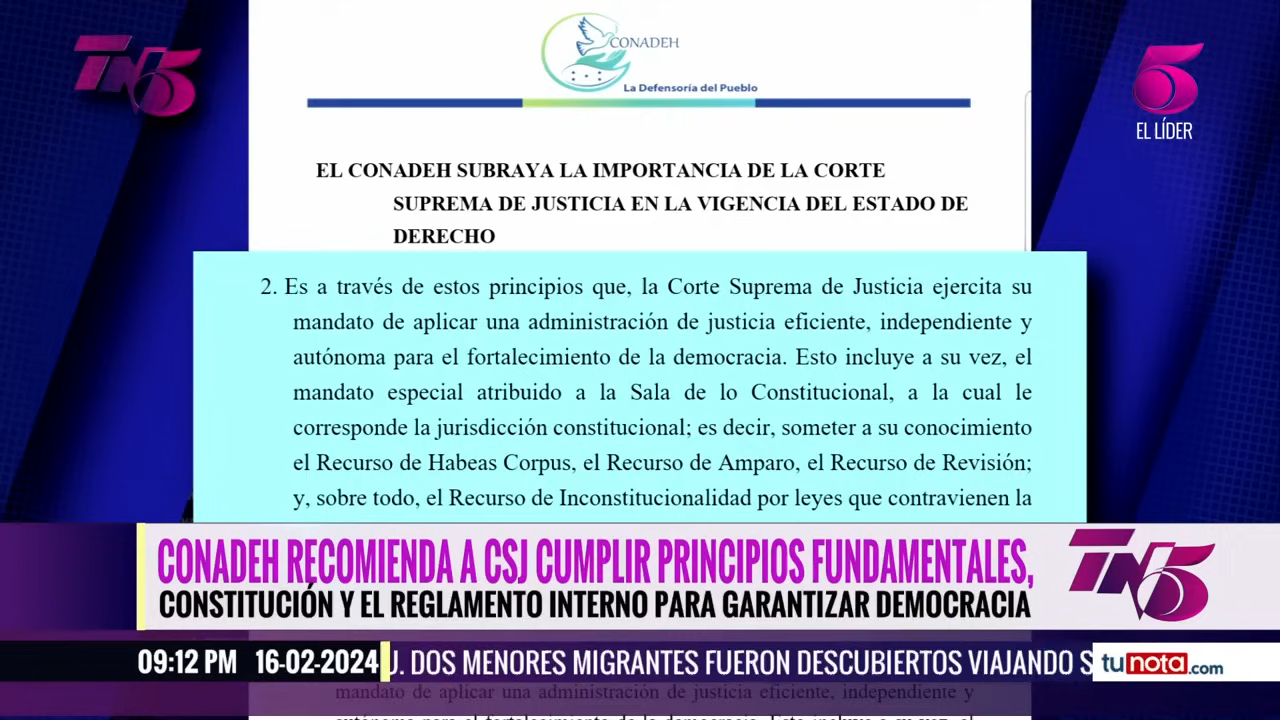 TN5
5
EL LÍDER
CONADEH
La Defensoría del Pueblo
EL CONADEH SUBRAYA LA IMPORTANCIA DE LA CORTE
SUPREMA DE JUSTICIA EN LA VIGENCIA DEL ESTADO DE
DERECHO
2. Es a través de estos principios que, la Corte Suprema de Justicia ejercita su
mandato de aplicar una administración de justicia eficiente, independiente y
autónoma para el fortalecimiento de la democracia. Esto incluye a su vez, el
mandato especial atribuido a la Sala de lo Constitucional, a la cual le
corresponde la jurisdicción constitucional; es decir, someter a su conocimiento
el Recurso de Habeas Corpus, el Recurso de Amparo, el Recurso de Revisión;
y, sobre todo, el Recurso de Inconstitucionalidad por leyes que contravienen la
CONADEH RECOMIENDA A CSJ CUMPLIR PRINCIPIOS FUNDAMENTALES,
CONSTITUCIÓN Y EL REGLAMENTO INTERNO PARA GARANTIZAR DEMOCRACIA
TN5
09:12 PM 16-02-2024 U. DOS MENORES MIGRANTES FUERON DESCUBIERTOS VIAJANDO S
tunota.com
mandato de aplicar una administración de justicia eficiente, independiente y